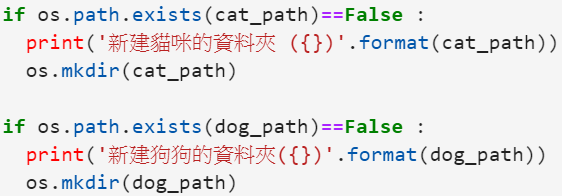 if os.path.exists(cat_path)==False :
  print('新建貓咪的資料夾 ({})'.format(cat_path))
  os.mkdir(cat_path)

if os.path.exists(dog_path)==False :
  print('新建狗狗的資料夾({})'.format(dog_path))
  os.mkdir(dog_path)